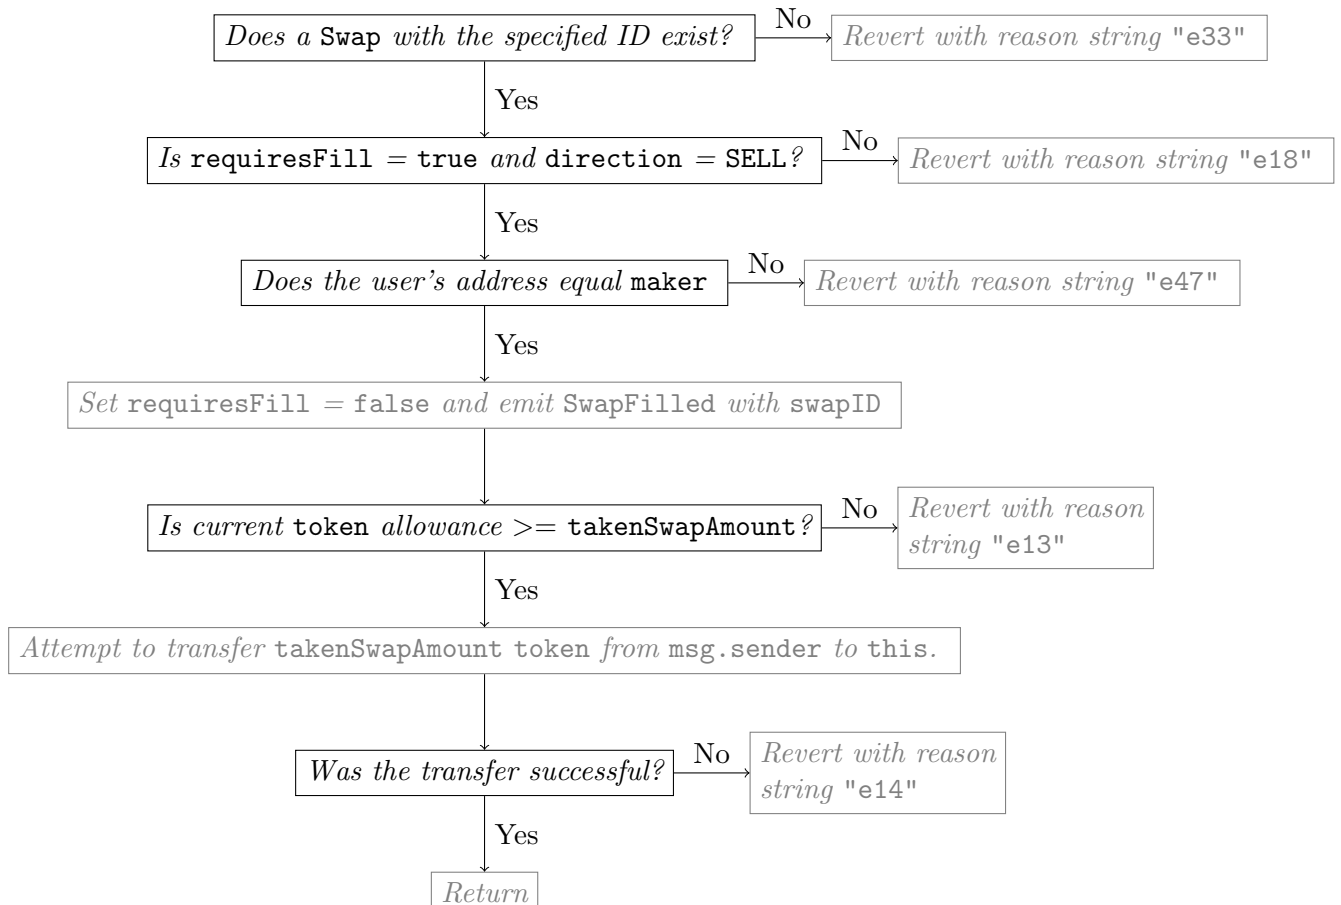 Does a Swap with the specified ID exist?
No
Revert with reason string "e33"
Yes
Is requiresFill = true and direction = SELL?
No
Revert with reason string "e18"
Yes
Does the user's address equal maker
No
Revert with reason string "e47"
Yes
Set requiresFill = false and emit SwapFilled with swapID
Is current token allowance >= takenSwapAmount?
No
Revert with reason
string "e13"
Yes
Attempt to transfer takenSwapAmount token from msg.sender to this.
Was the transfer successful?
No
Revert with reason
string "e14"
Yes
Return